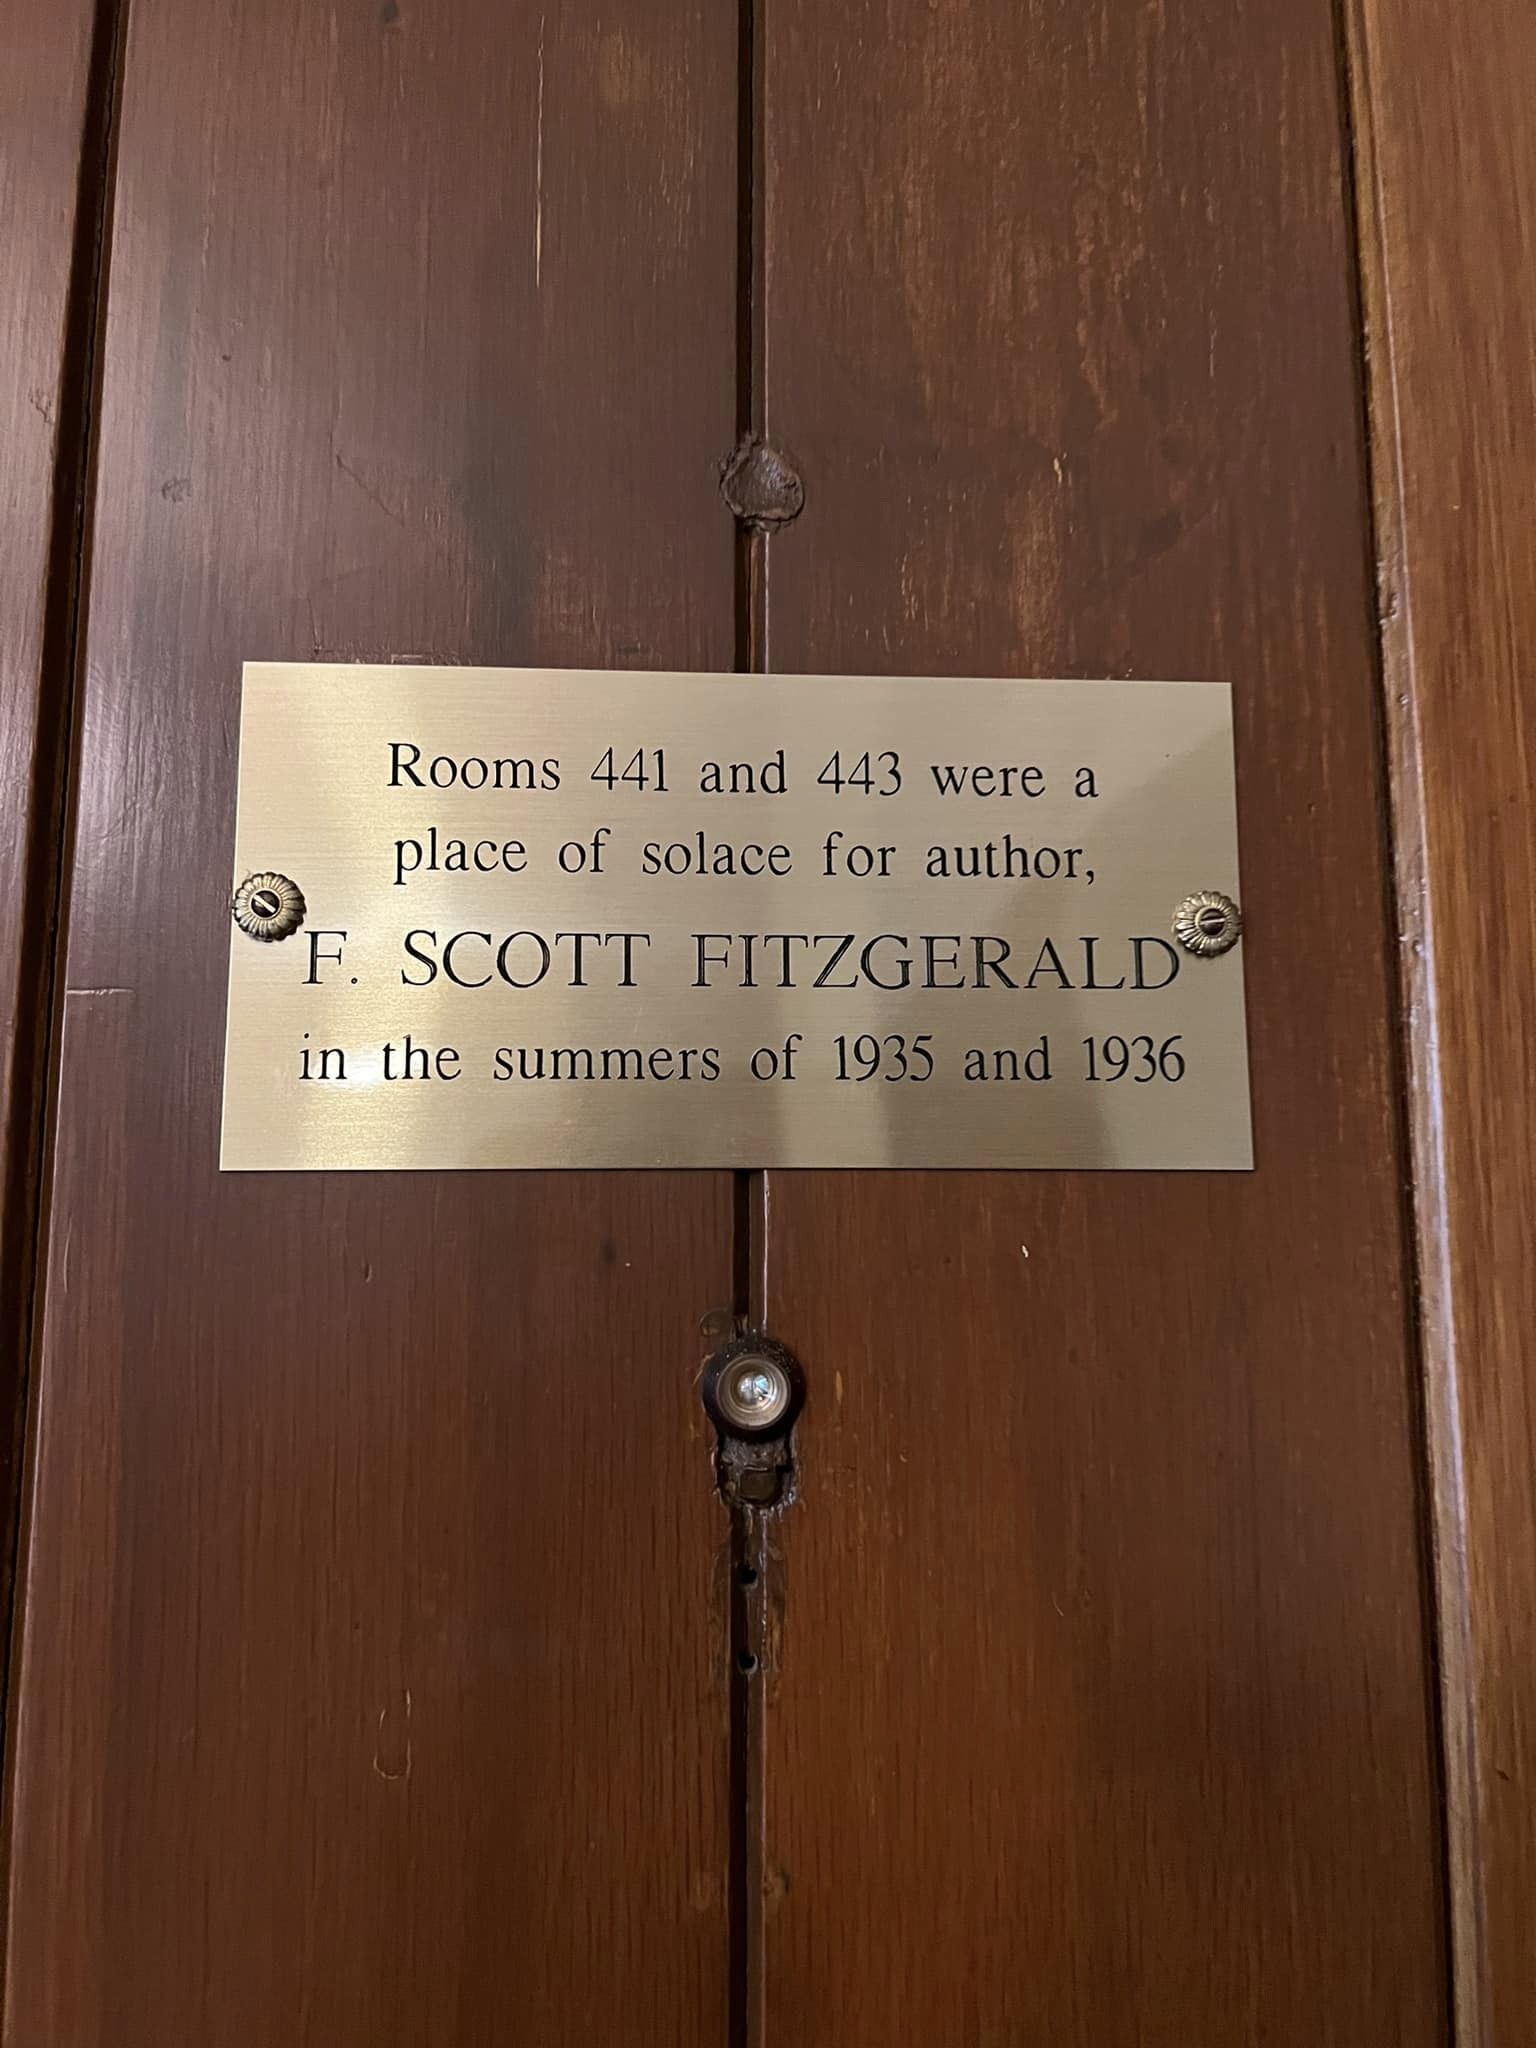 Rooms 441 and 443 were a
place of solace for author,
F. SCOTT FITZGERALD
in the summers of 1935 and 1936